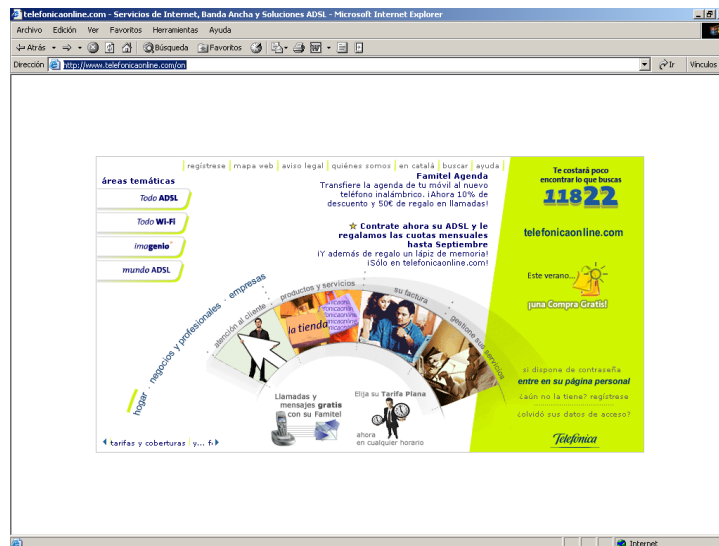 telefonicaonline.com - Servicios de Internet, Banda Ancha y Soluciones ADSL - Microsoft Internet Explorer
Archivo Edición Ver Favoritos Herramientas Ayuda
Atrás Búsqueda Favoritos
Dirección http://www.telefonicaonline.com/on Ir Vínculos
regístrese mapa web aviso legal quiénes somos en català buscar ayuda
áreas temáticas
Todo ADSL
Todo Wi-Fi
imagenio
mundo ADSL
Famitel Agenda
Transfiere la agenda de tu móvil al nuevo
teléfono inalámbrico. ¡Ahora 10% de
descuento y 50€ de regalo en llamadas!
Contrate ahora su ADSL y le
regalamos las cuotas mensuales
hasta Septiembre
¡Y además de regalo un lápiz de memoria!
¡Sólo en telefonicaonline.com!
hogar · negocios y profesionales · empresas
atención al cliente
productos y servicios
su factura
gestione sus servicios
la tienda
Llamadas y
mensajes gratis
con su Famitel
Elija su Tarifa Plana
ahora
en cualquier horario
tarifas y coberturas y... f
Te costará poco
encontrar lo que buscas
11822
telefonicaonline.com
Este verano...
¡una Compra Gratis!
si dispone de contraseña
entre en su página personal
¿aún no la tiene? regístrese
¿olvidó sus datos de acceso?
Telefónica
Internet